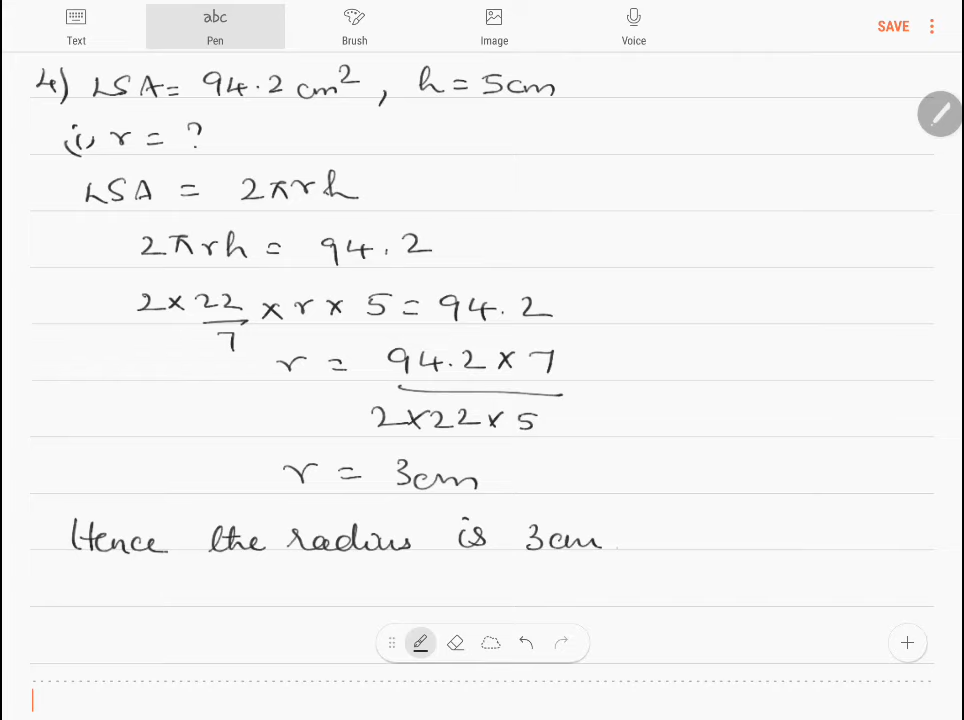 Text
abc
Pen
Brush
Image
Voice
SAVE
4) LSA = 94.2 cm², h = 5cm
(i) r = ?
LSA = 2πrh
2πrh = 94.2
2 × 22/7 × r × 5 = 94.2
r = 94.2 × 7
2×22×5
r = 3cm
Hence the radius is 3cm